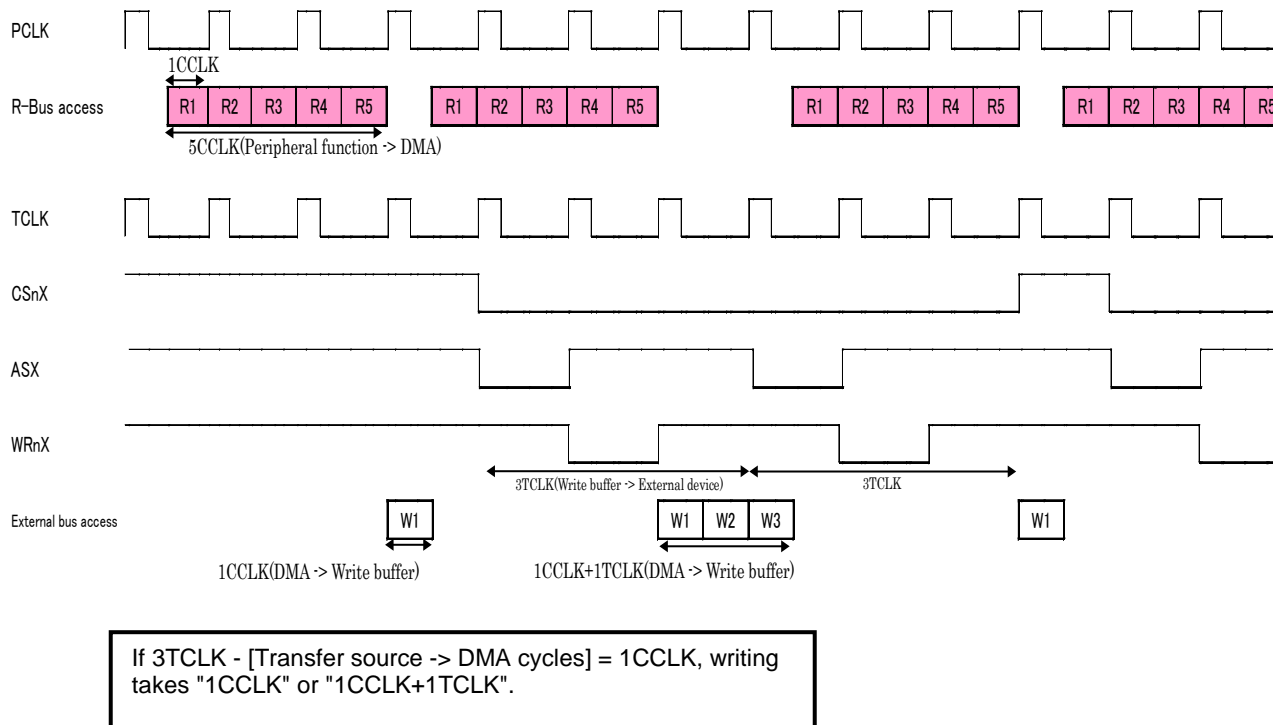 PCLK
1CCLK
R-Bus access R1 R2 R3 R4 R5 R1 R2 R3 R4 R5 R1 R2 R3 R4 R5 R1 R2 R3 R4 R5
5CCLK(Peripheral function -> DMA)
TCLK
CSnX
ASX
WRnX
3TCLK(Write buffer -> External device) 3TCLK
External bus access W1 W1 W2 W3 W1
1CCLK(DMA -> Write buffer) 1CCLK+1TCLK(DMA -> Write buffer)
If 3TCLK - [Transfer source -> DMA cycles] = 1CCLK, writing
takes "1CCLK" or "1CCLK+1TCLK".